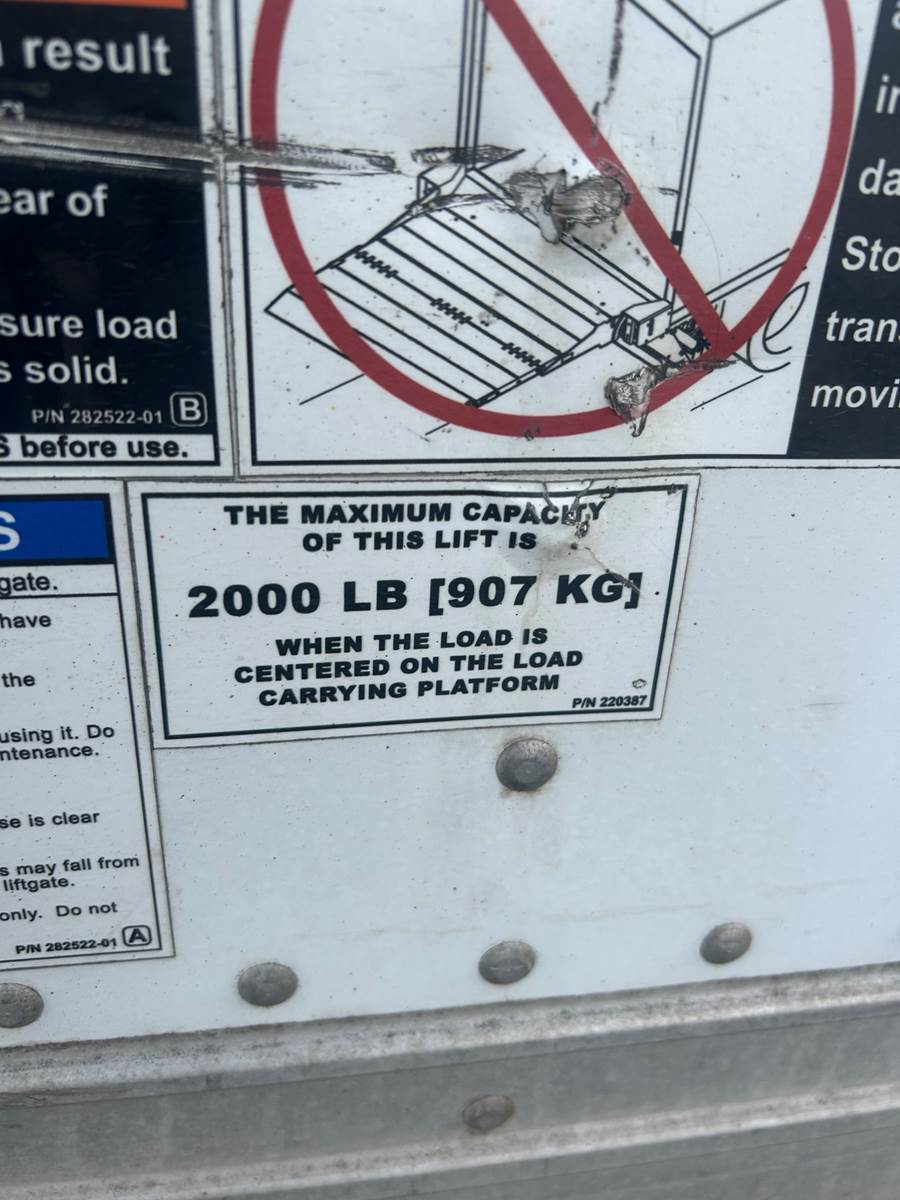 result
ear of
sure load
s solid.
P/N 282522-01 B
S before use.
da
Sto
tran
movi
S
gate.
have
the
using it. Do
ntenance.
se is clear
s may fall from
liftgate.
only. Do not
P/N 282522-01 A
THE MAXIMUM CAPACITY
OF THIS LIFT IS
2000 LB [907 KG]
WHEN THE LOAD IS
CENTERED ON THE LOAD
CARRYING PLATFORM
P/N 220387